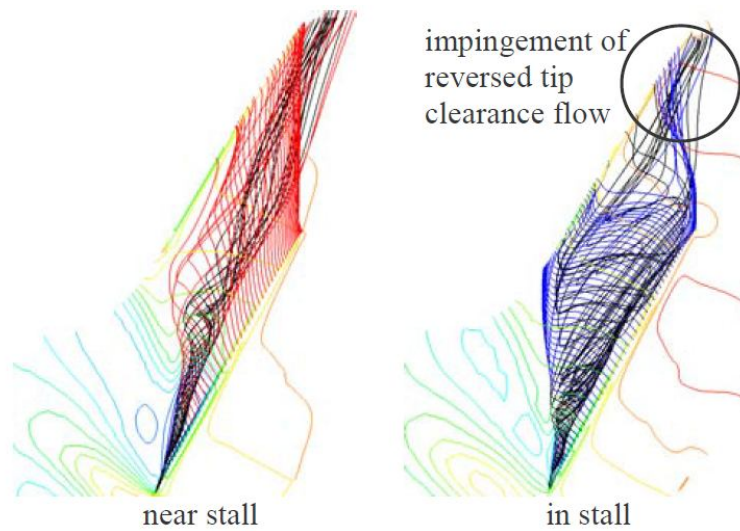 impingement of
reversed tip
clearance flow
near stall
in stall